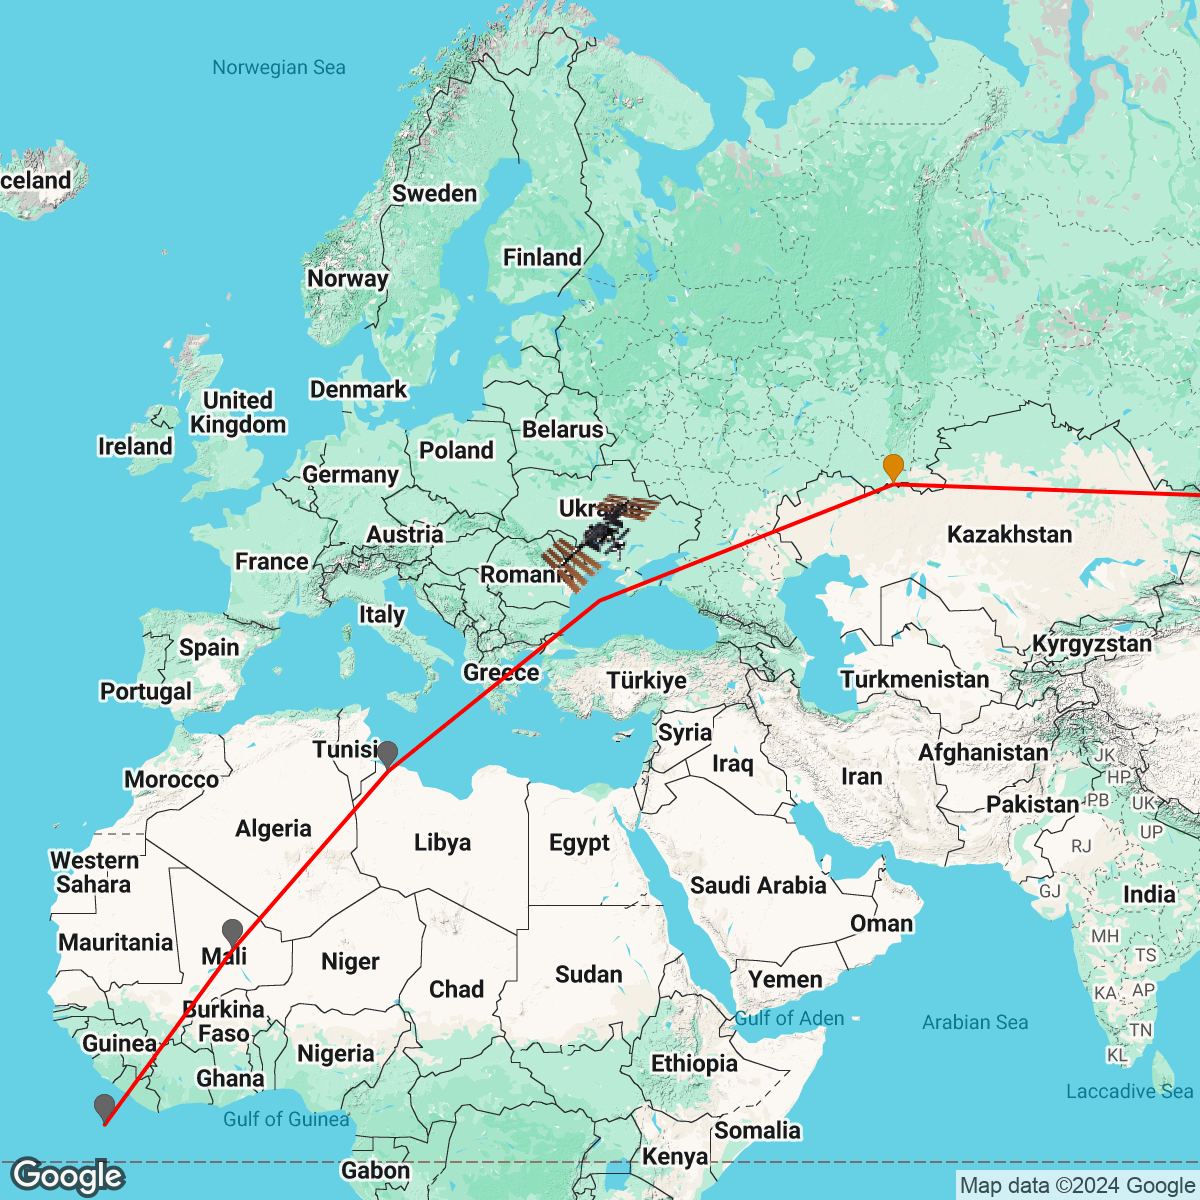 Norwegian Sea
celand
Sweden
Finland
Norway
Denmark
United
Kingdom
Ireland
Belarus
Poland
Germany
Austria
France
Romani
Italy
Kazakhstan
Spain
Portugal
Greece
Türkiye
Kyrgyzstan
Turkmenistan
Tunisi
Syria
Iraq
Iran
Afghanistan
Pakistan
JK
HP
PB
UK
UP
RJ
GJ
India
Morocco
Algeria
Libya
Egypt
Western
Sahara
Saudi Arabia
Oman
Mauritania
Mali
Niger
Chad
Sudan
Yemen
MH
TS
KA
AP
TN
KL
Burkina
Faso
Guinea
Ghana
Nigeria
Ethiopia
Gulf of Aden
Arabian Sea
Laccadive Sea
Gulf of Guinea
Somalia
Kenya
Gabon
Google
Map data ©2024 Google